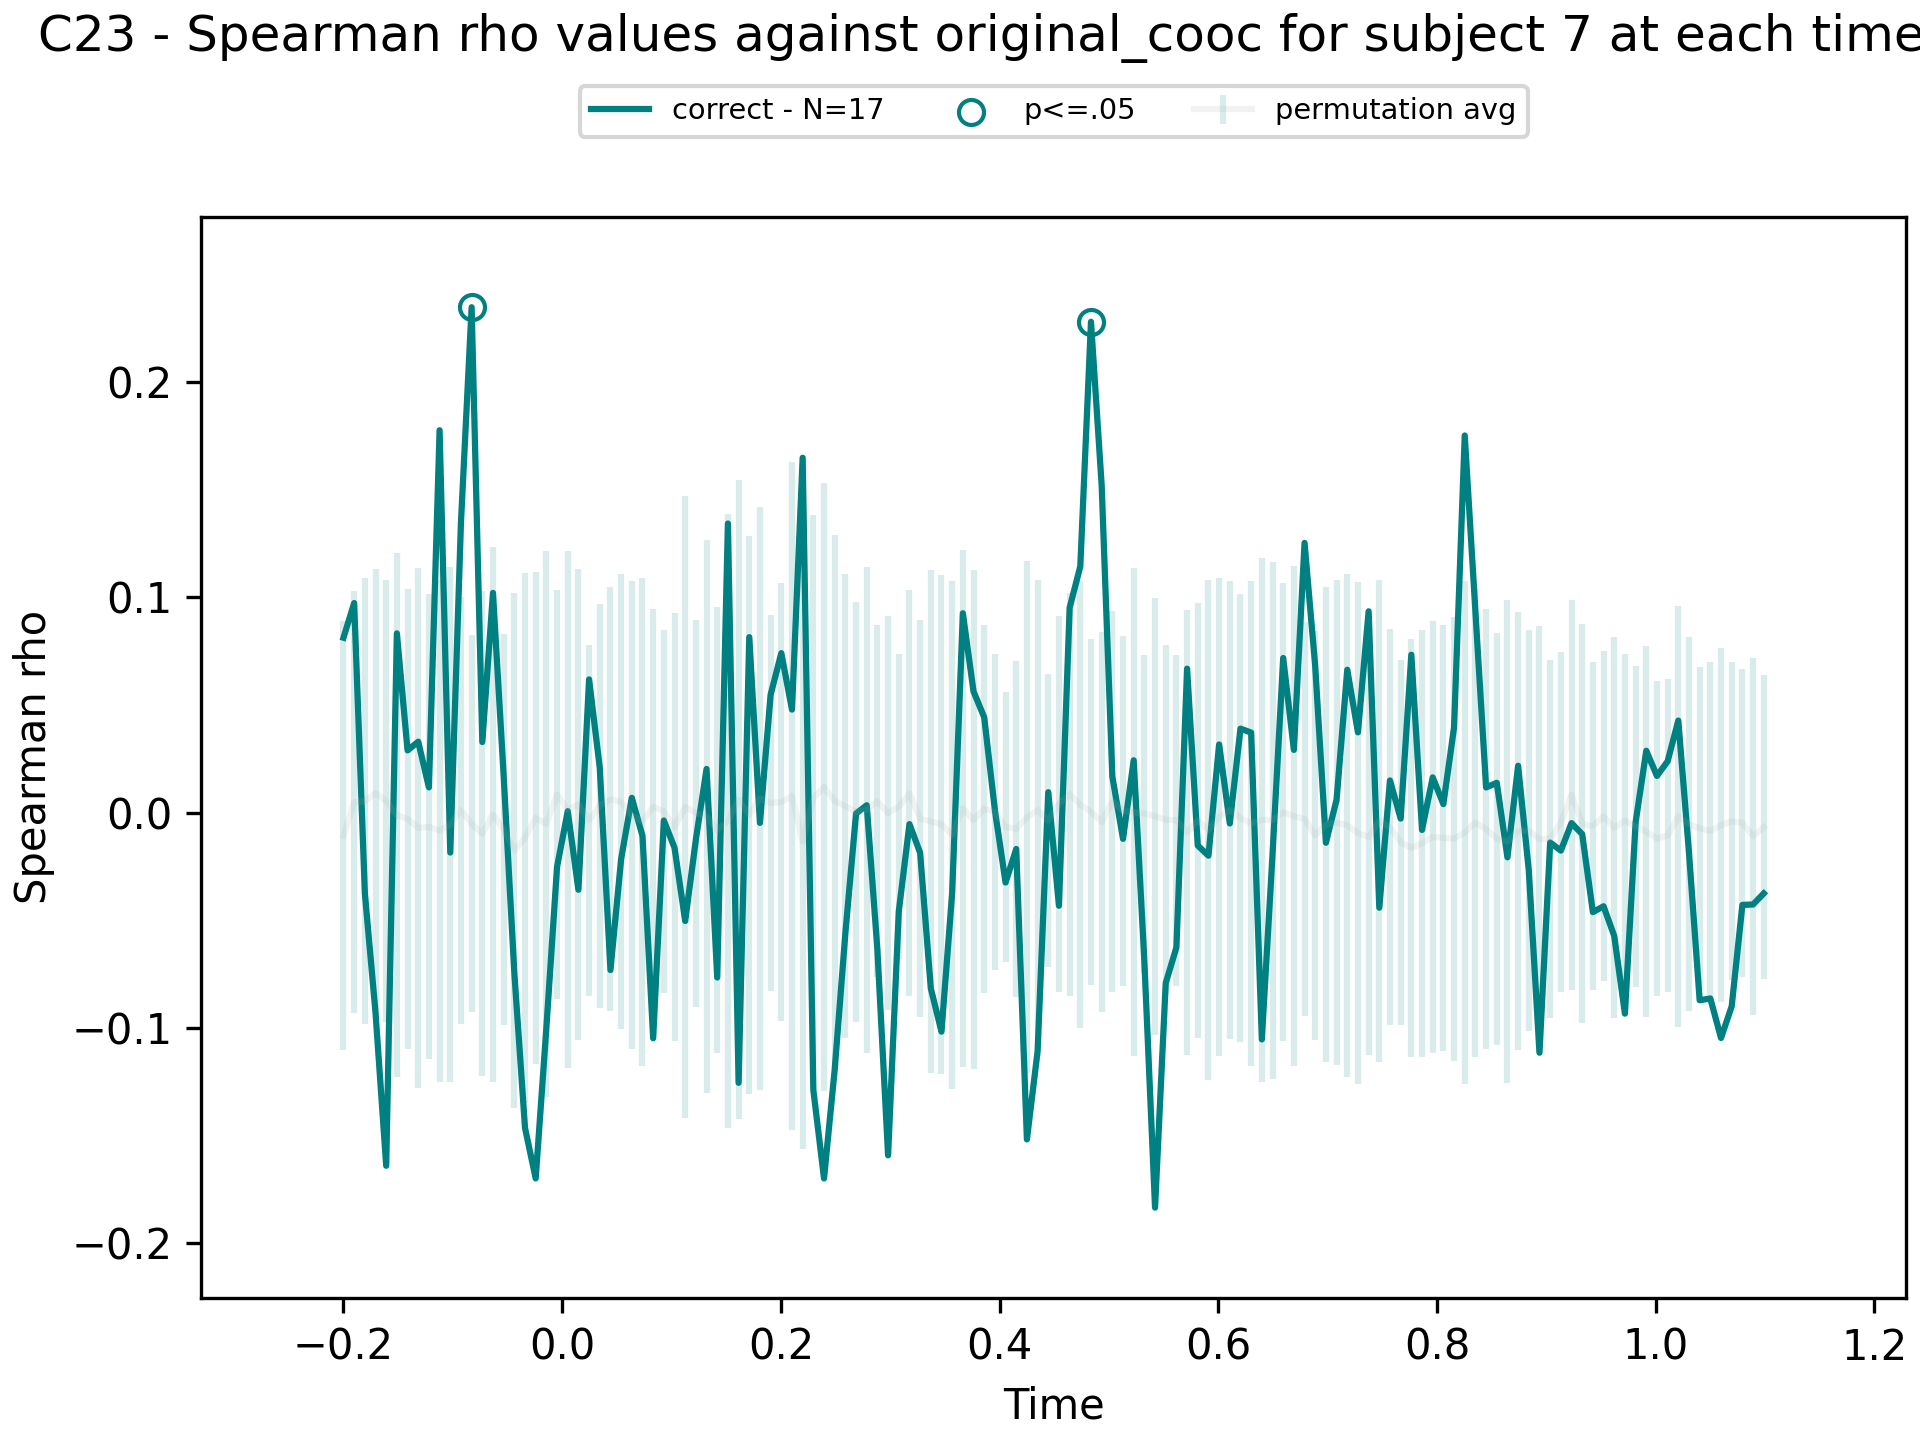 C23 - Spearman rho values against original_cooc for subject 7 at each time
correct - N=17 p<=.05 permutation avg
Spearman rho
0.2
0.1
0.0
−0.1
−0.2
−0.2 0.0 0.2 0.4 0.6 0.8 1.0 1.2
Time